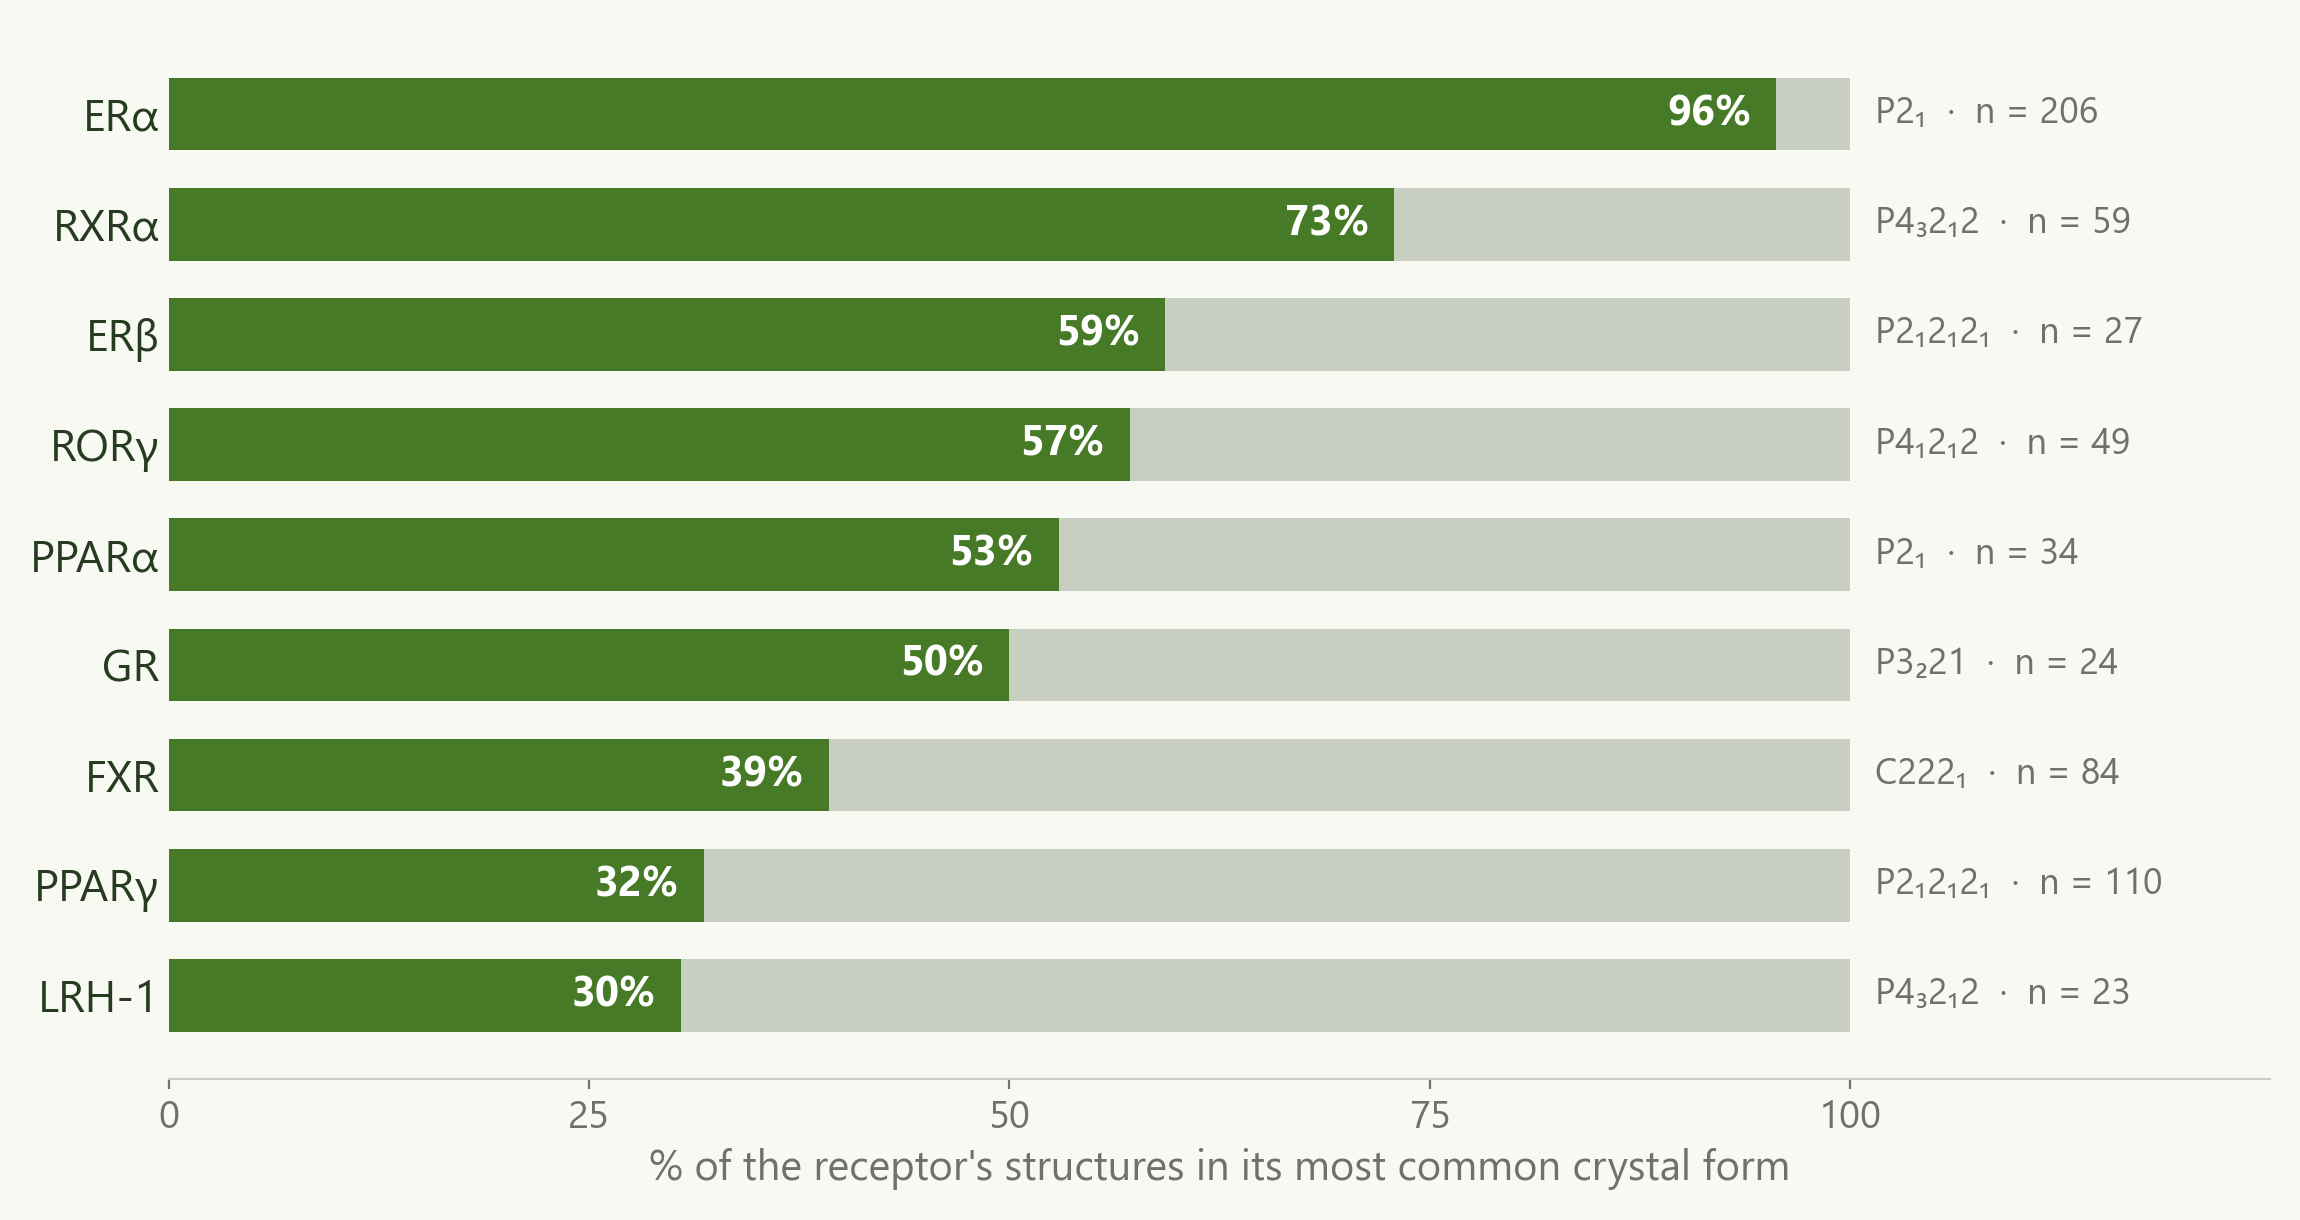 ERα 96% P2₁ · n = 206
RXRα 73% P4₃2₁2 · n = 59
ERβ 59% P2₁2₁2₁ · n = 27
RORγ 57% P4₁2₁2 · n = 49
PPARα 53% P2₁ · n = 34
GR 50% P3₂21 · n = 24
FXR 39% C222₁ · n = 84
PPARγ 32% P2₁2₁2₁ · n = 110
LRH-1 30% P4₃2₁2 · n = 23
0 25 50 75 100
% of the receptor's structures in its most common crystal form